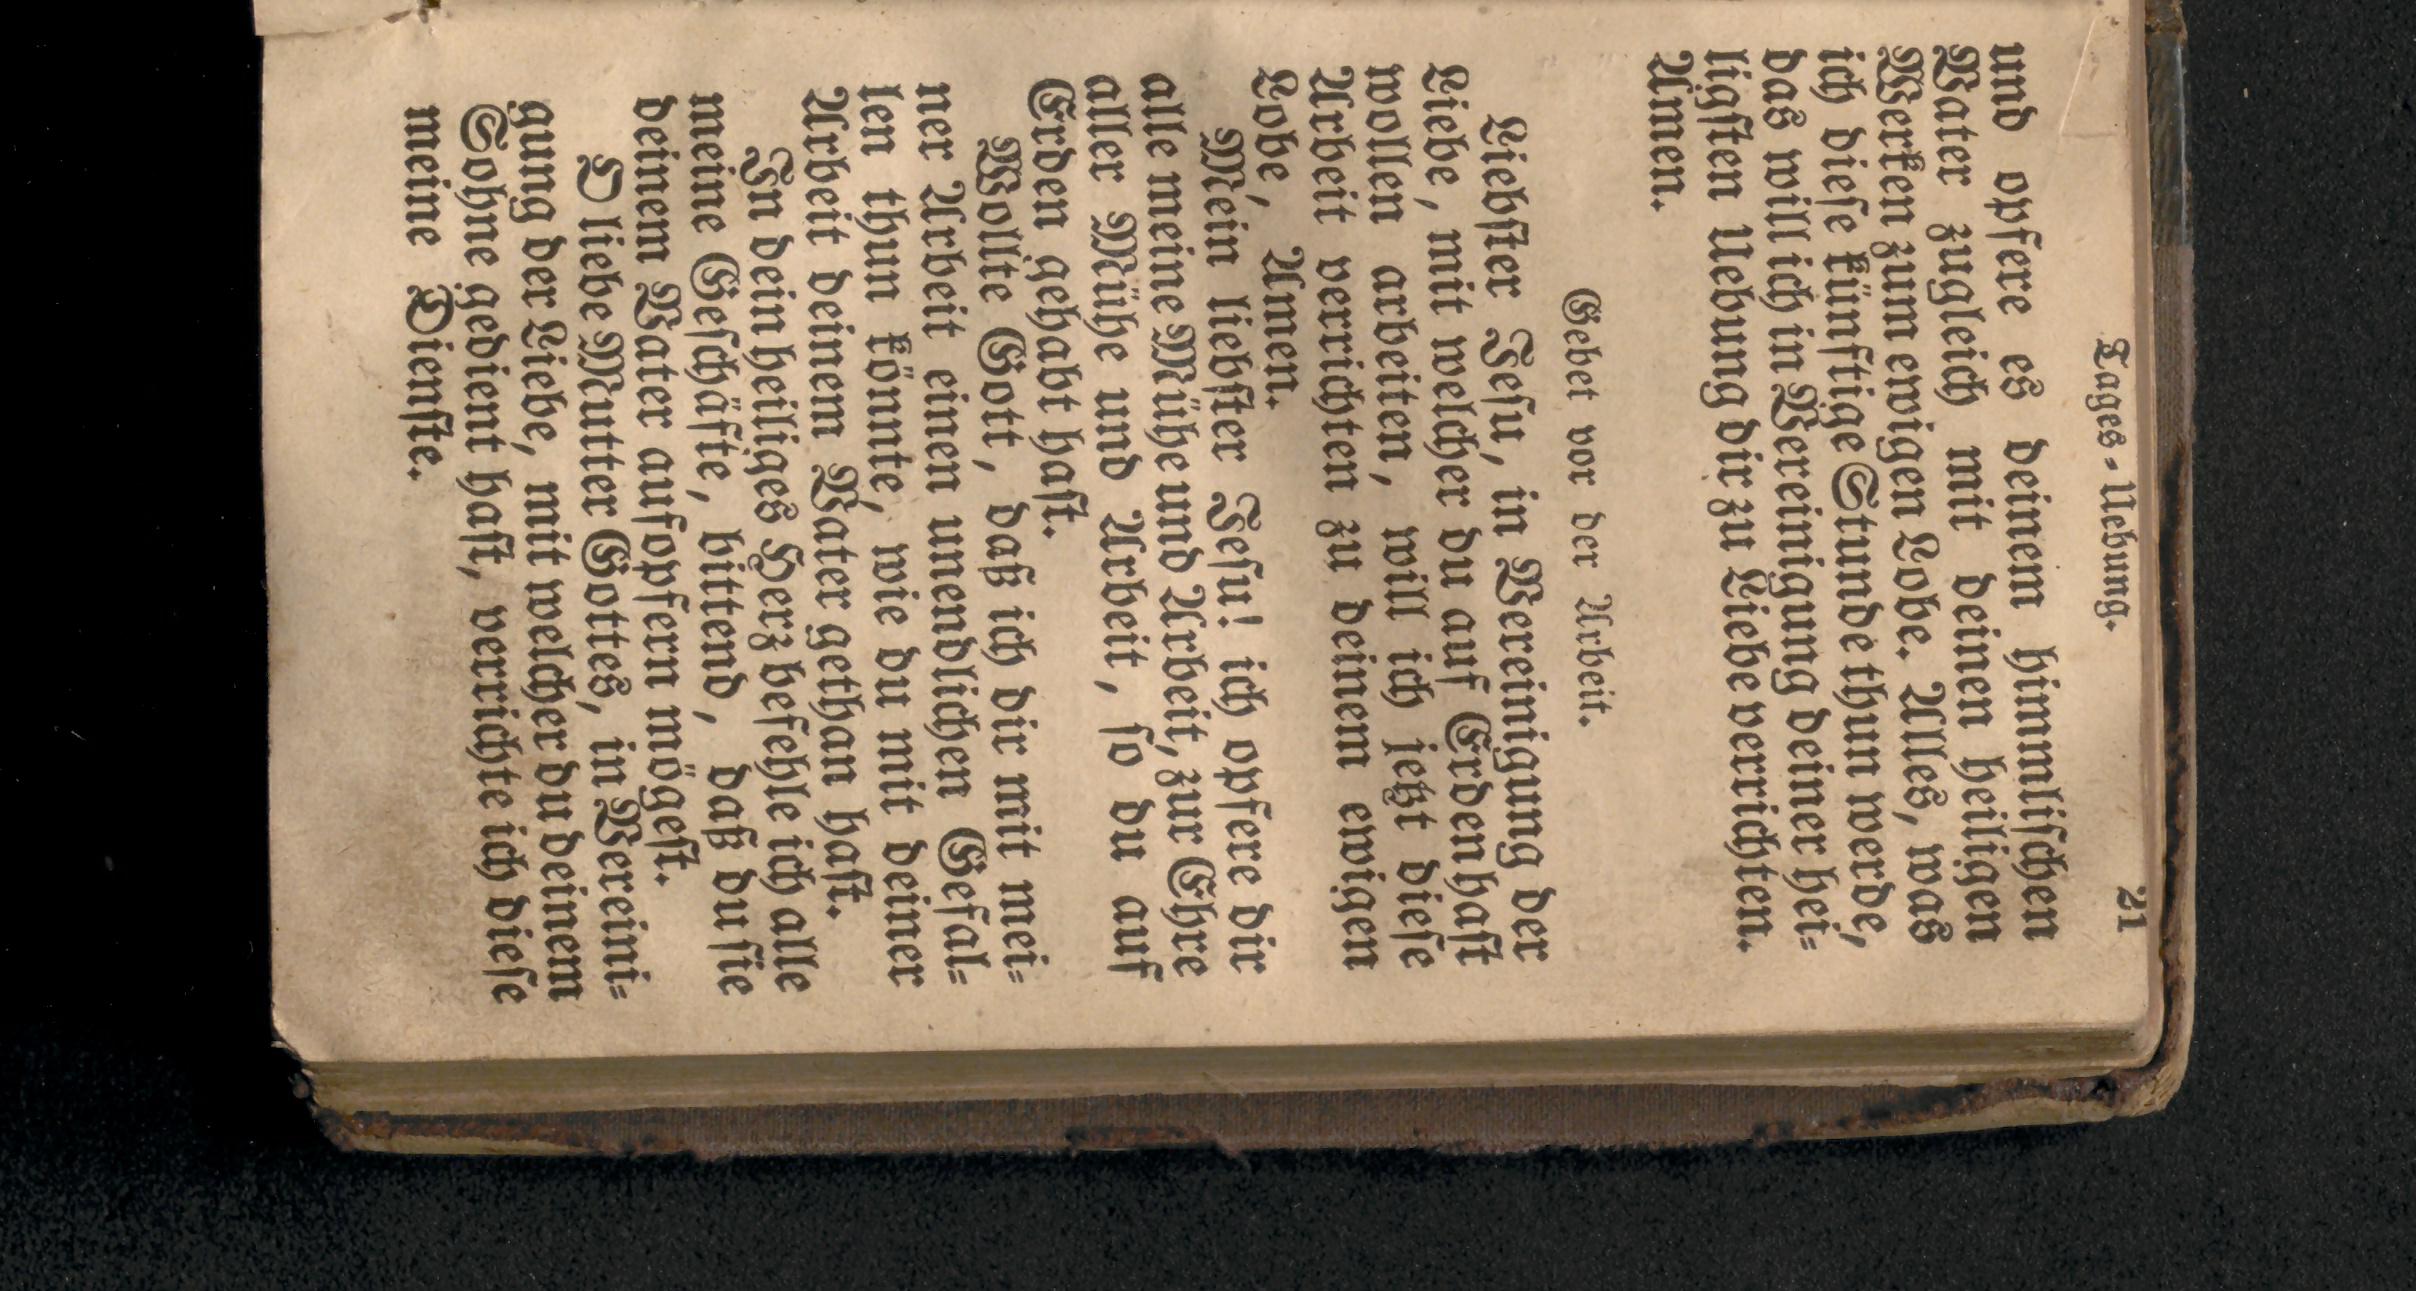 Tages-Uebung. 21
und opfere es deinem himmlischen
Vater zugleich mit deinen heiligen
Werken zum ewigen Lobe. Alles, was
ich diese künftige Stunde thun werde,
das will ich in Vereinigung deiner hei-
ligsten Uebung dir zu Liebe verrichten.
Amen.
Gebet vor der Arbeit.
Liebster Jesu, in Vereinigung der
Liebe, mit welcher du auf Erden hast
wollen arbeiten, will ich jetzt diese
Arbeit verrichten zu deinem ewigen
Lobe, Amen.
Mein liebster Jesu! ich opfere dir
alle meine Mühe und Arbeit, zur Ehre
aller Mühe und Arbeit, so du auf
Erden gehabt hast.
Wollte Gott, daß ich dir mit mei-
ner Arbeit einen unendlichen Gefal-
len thun könnte, wie du mit deiner
Arbeit deinem Vater gethan hast.
In dein heiliges Herz befehle ich alle
meine Geschäfte, bittend, daß du sie
deinem Vater aufopfern mögest.
O liebe Mutter Gottes, in Vereini-
gung der Liebe, mit welcher du deinem
Sohne gedient hast, verrichte ich diese
meine Dienste.